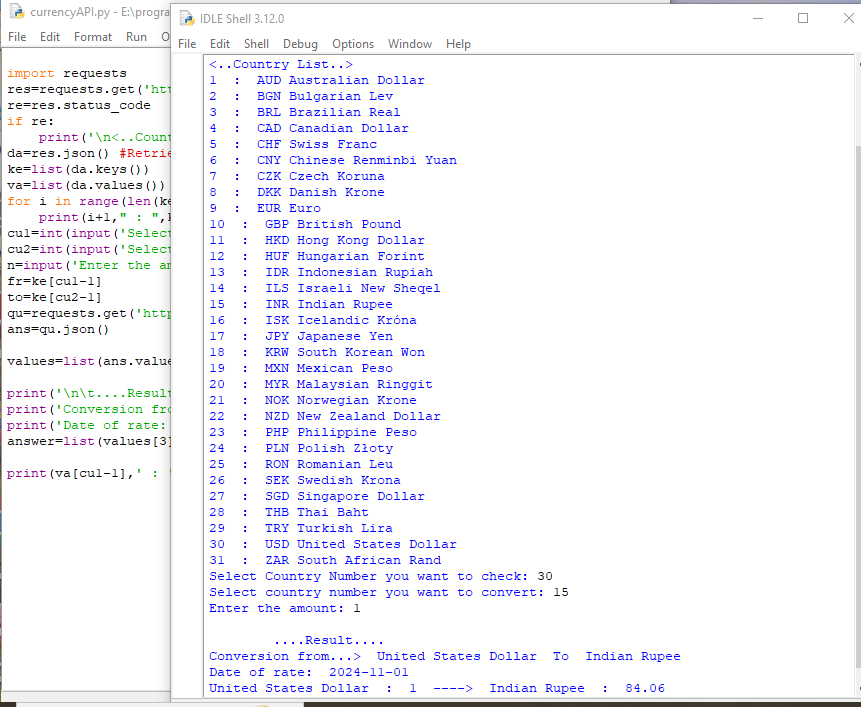 currencyAPI.py - E:\progra
File Edit Format Run O
import requests
res=requests.get('htt
re=res.status_code
if re:
    print('\n<..Count
da=res.json() #Retrie
ke=list(da.keys())
va=list(da.values())
for i in range(len(ke
    print(i+1," : ",k
cu1=int(input('Select
cu2=int(input('Select
n=input('Enter the am
fr=ke[cu1-1]
to=ke[cu2-1]
qu=requests.get('http
ans=qu.json()
values=list(ans.value
print('\n\t....Result
print('Conversion fro
print('Date of rate:
answer=list(values[3]
print(va[cu1-1],' : '
IDLE Shell 3.12.0
File Edit Shell Debug Options Window Help
<..Country List..>
1  :  AUD Australian Dollar
2  :  BGN Bulgarian Lev
3  :  BRL Brazilian Real
4  :  CAD Canadian Dollar
5  :  CHF Swiss Franc
6  :  CNY Chinese Renminbi Yuan
7  :  CZK Czech Koruna
8  :  DKK Danish Krone
9  :  EUR Euro
10  :  GBP British Pound
11  :  HKD Hong Kong Dollar
12  :  HUF Hungarian Forint
13  :  IDR Indonesian Rupiah
14  :  ILS Israeli New Sheqel
15  :  INR Indian Rupee
16  :  ISK Icelandic Króna
17  :  JPY Japanese Yen
18  :  KRW South Korean Won
19  :  MXN Mexican Peso
20  :  MYR Malaysian Ringgit
21  :  NOK Norwegian Krone
22  :  NZD New Zealand Dollar
23  :  PHP Philippine Peso
24  :  PLN Polish Złoty
25  :  RON Romanian Leu
26  :  SEK Swedish Krona
27  :  SGD Singapore Dollar
28  :  THB Thai Baht
29  :  TRY Turkish Lira
30  :  USD United States Dollar
31  :  ZAR South African Rand
Select Country Number you want to check: 30
Select country number you want to convert: 15
Enter the amount: 1
....Result....
Conversion from...>  United States Dollar  To  Indian Rupee
Date of rate:  2024-11-01
United States Dollar  :  1  ---->  Indian Rupee  :  84.06